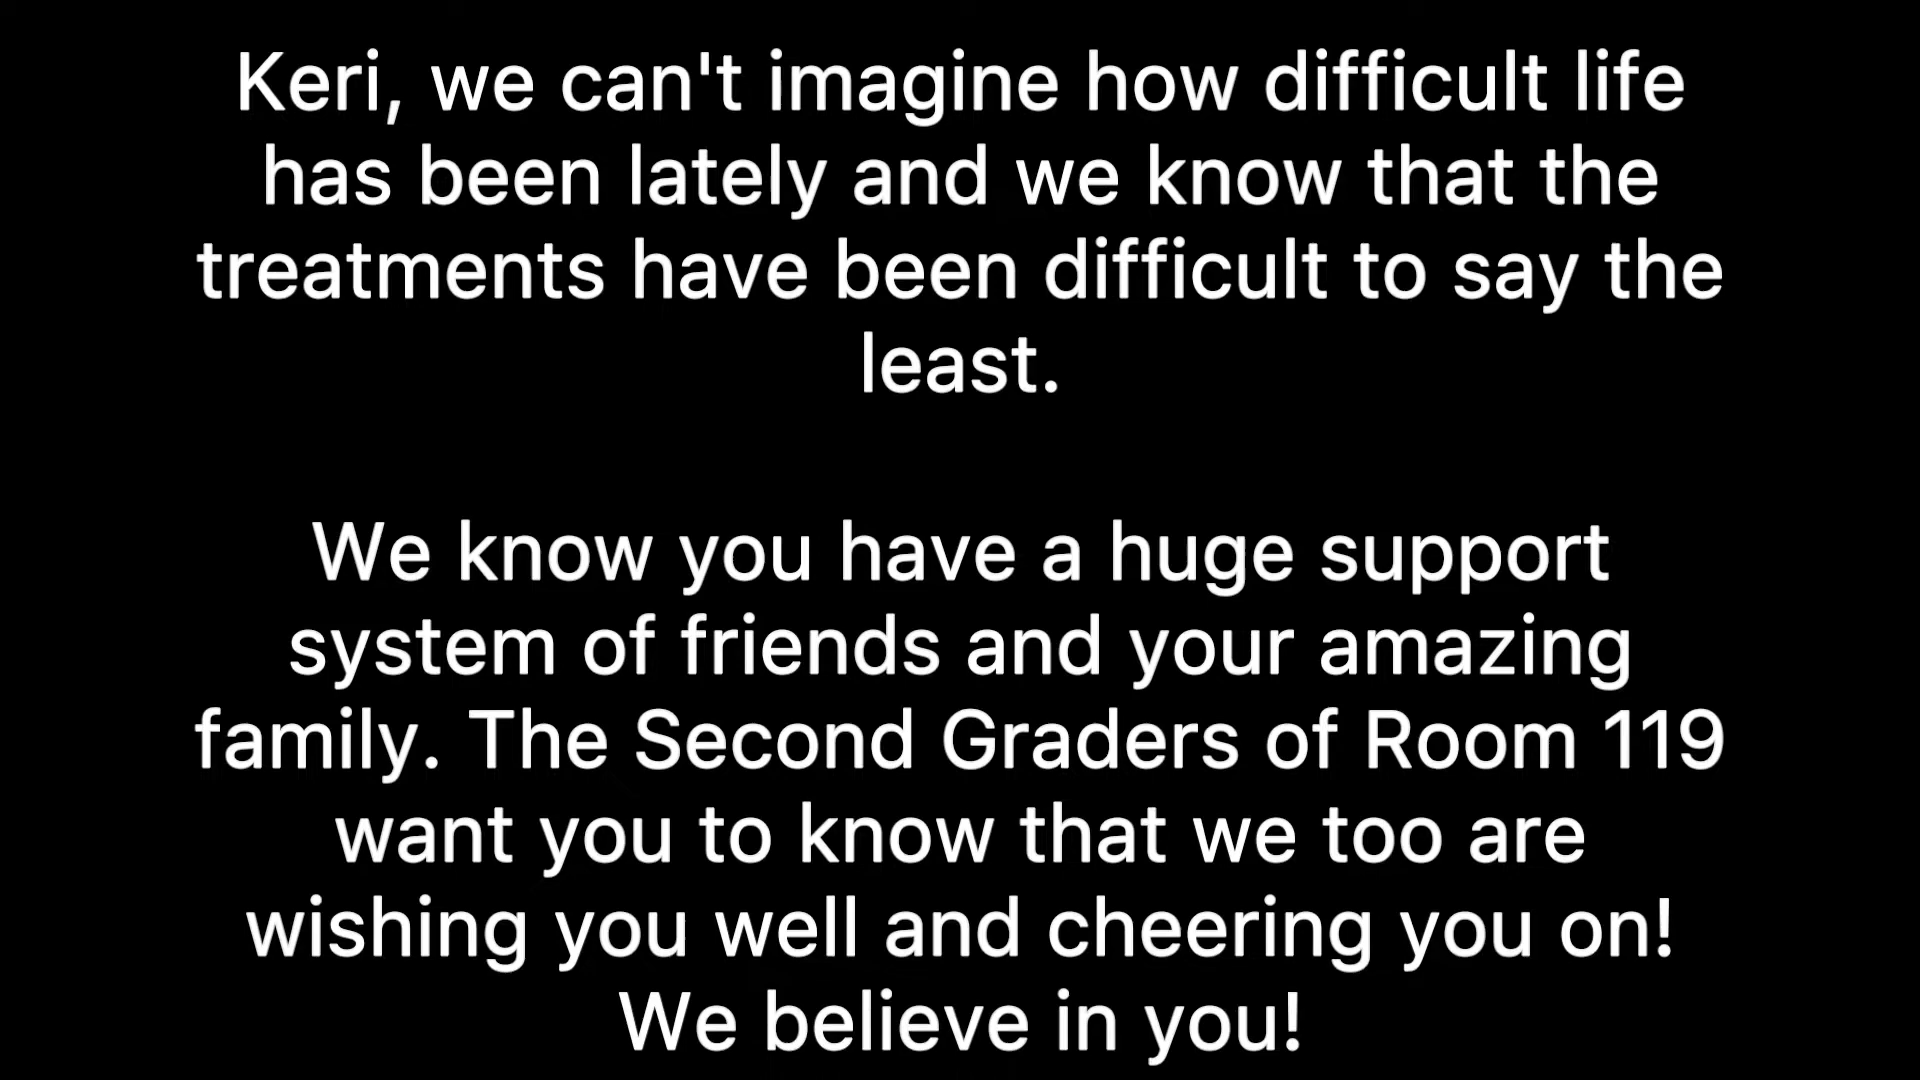 Keri, we can't imagine how difficult life
has been lately and we know that the
treatments have been difficult to say the
least.
We know you have a huge support
system of friends and your amazing
family. The Second Graders of Room 119
want you to know that we too are
wishing you well and cheering you on!
We believe in you!